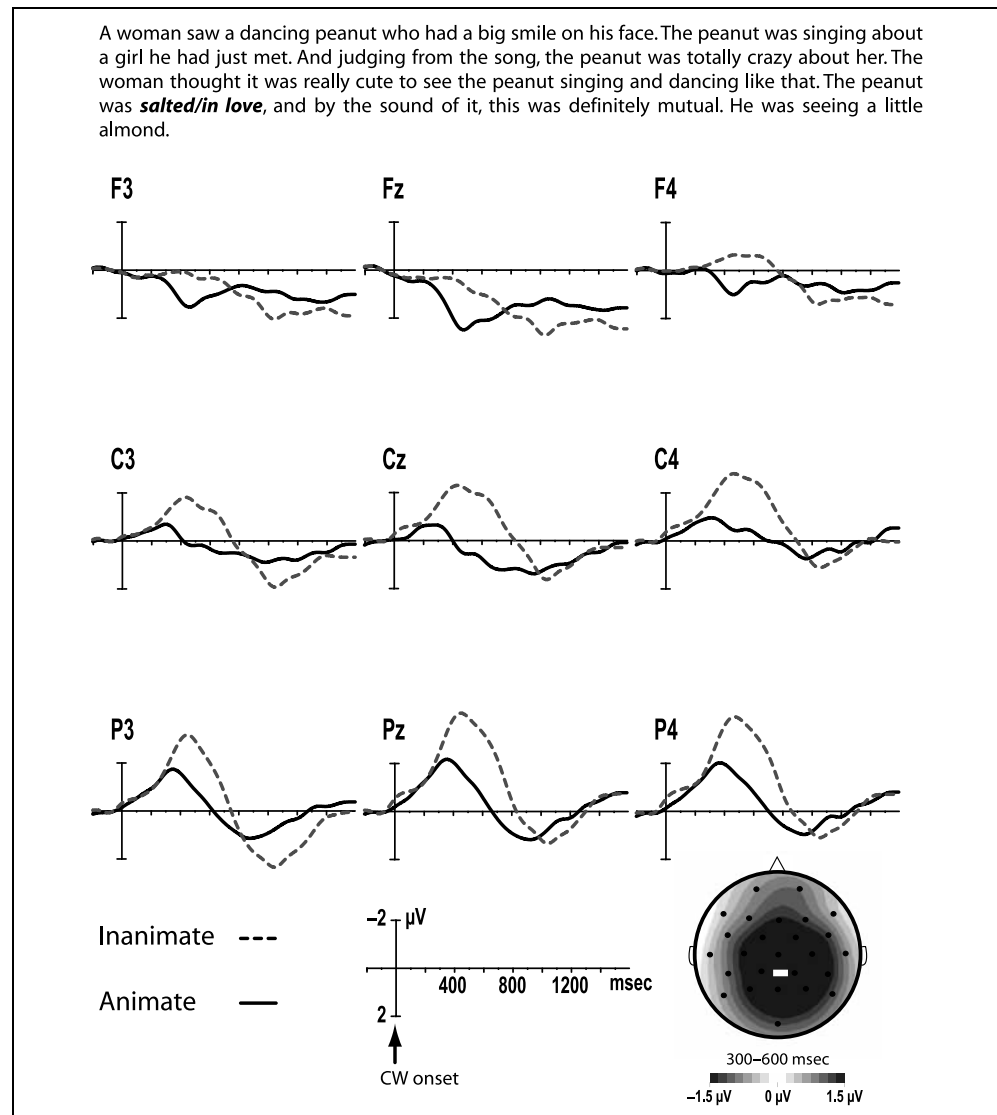 A woman saw a dancing peanut who had a big smile on his face. The peanut was singing about
a girl he had just met. And judging from the song, the peanut was totally crazy about her. The
woman thought it was really cute to see the peanut singing and dancing like that. The peanut
was salted/in love, and by the sound of it, this was definitely mutual. He was seeing a little
almond.
F3 Fz F4
C3 Cz C4
P3 Pz P4
Inanimate
Animate
–2 µV
400 800 1200 msec
2
CW onset
300–600 msec
–1.5 µV 0 µV 1.5 µV